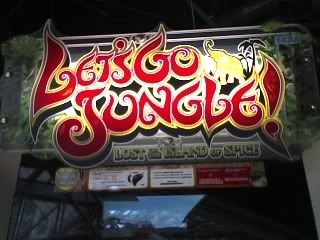 LET'S GO
JUNGLE!
LOST ON THE ISLAND OF SPICE